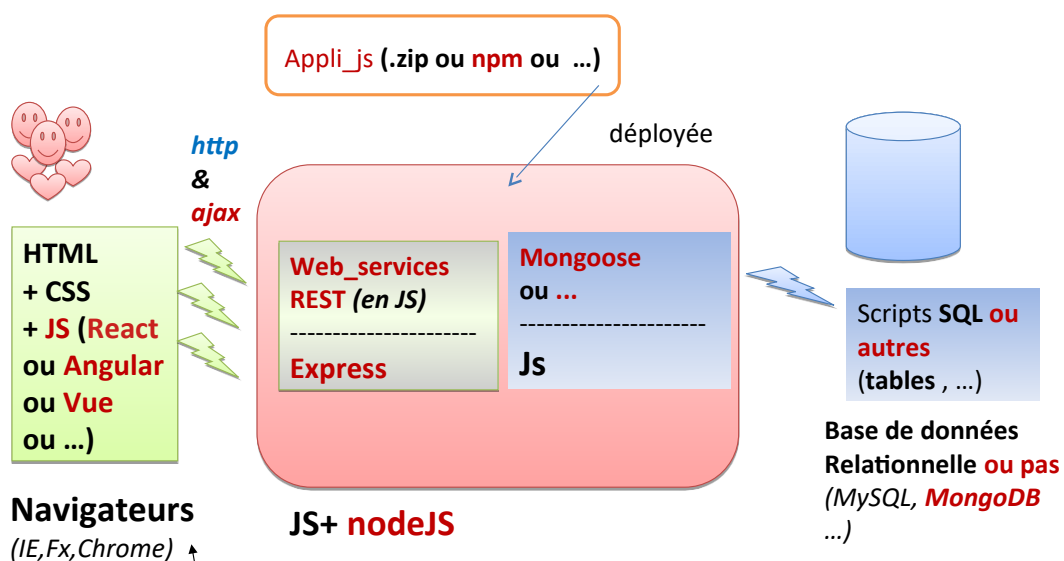 Appli_js (.zip ou npm ou …)
déployée
http
&
ajax
HTML
+ CSS
+ JS (React
ou Angular
ou Vue
ou …)
Navigateurs
(IE,Fx,Chrome)
Web_services
REST (en JS)
-----------------------
Express
Mongoose
ou ...
-----------------------
Js
JS+ nodeJS
Scripts SQL ou
autres
(tables , …)
Base de données
Relationnelle ou pas
(MySQL, MongoDB
…)